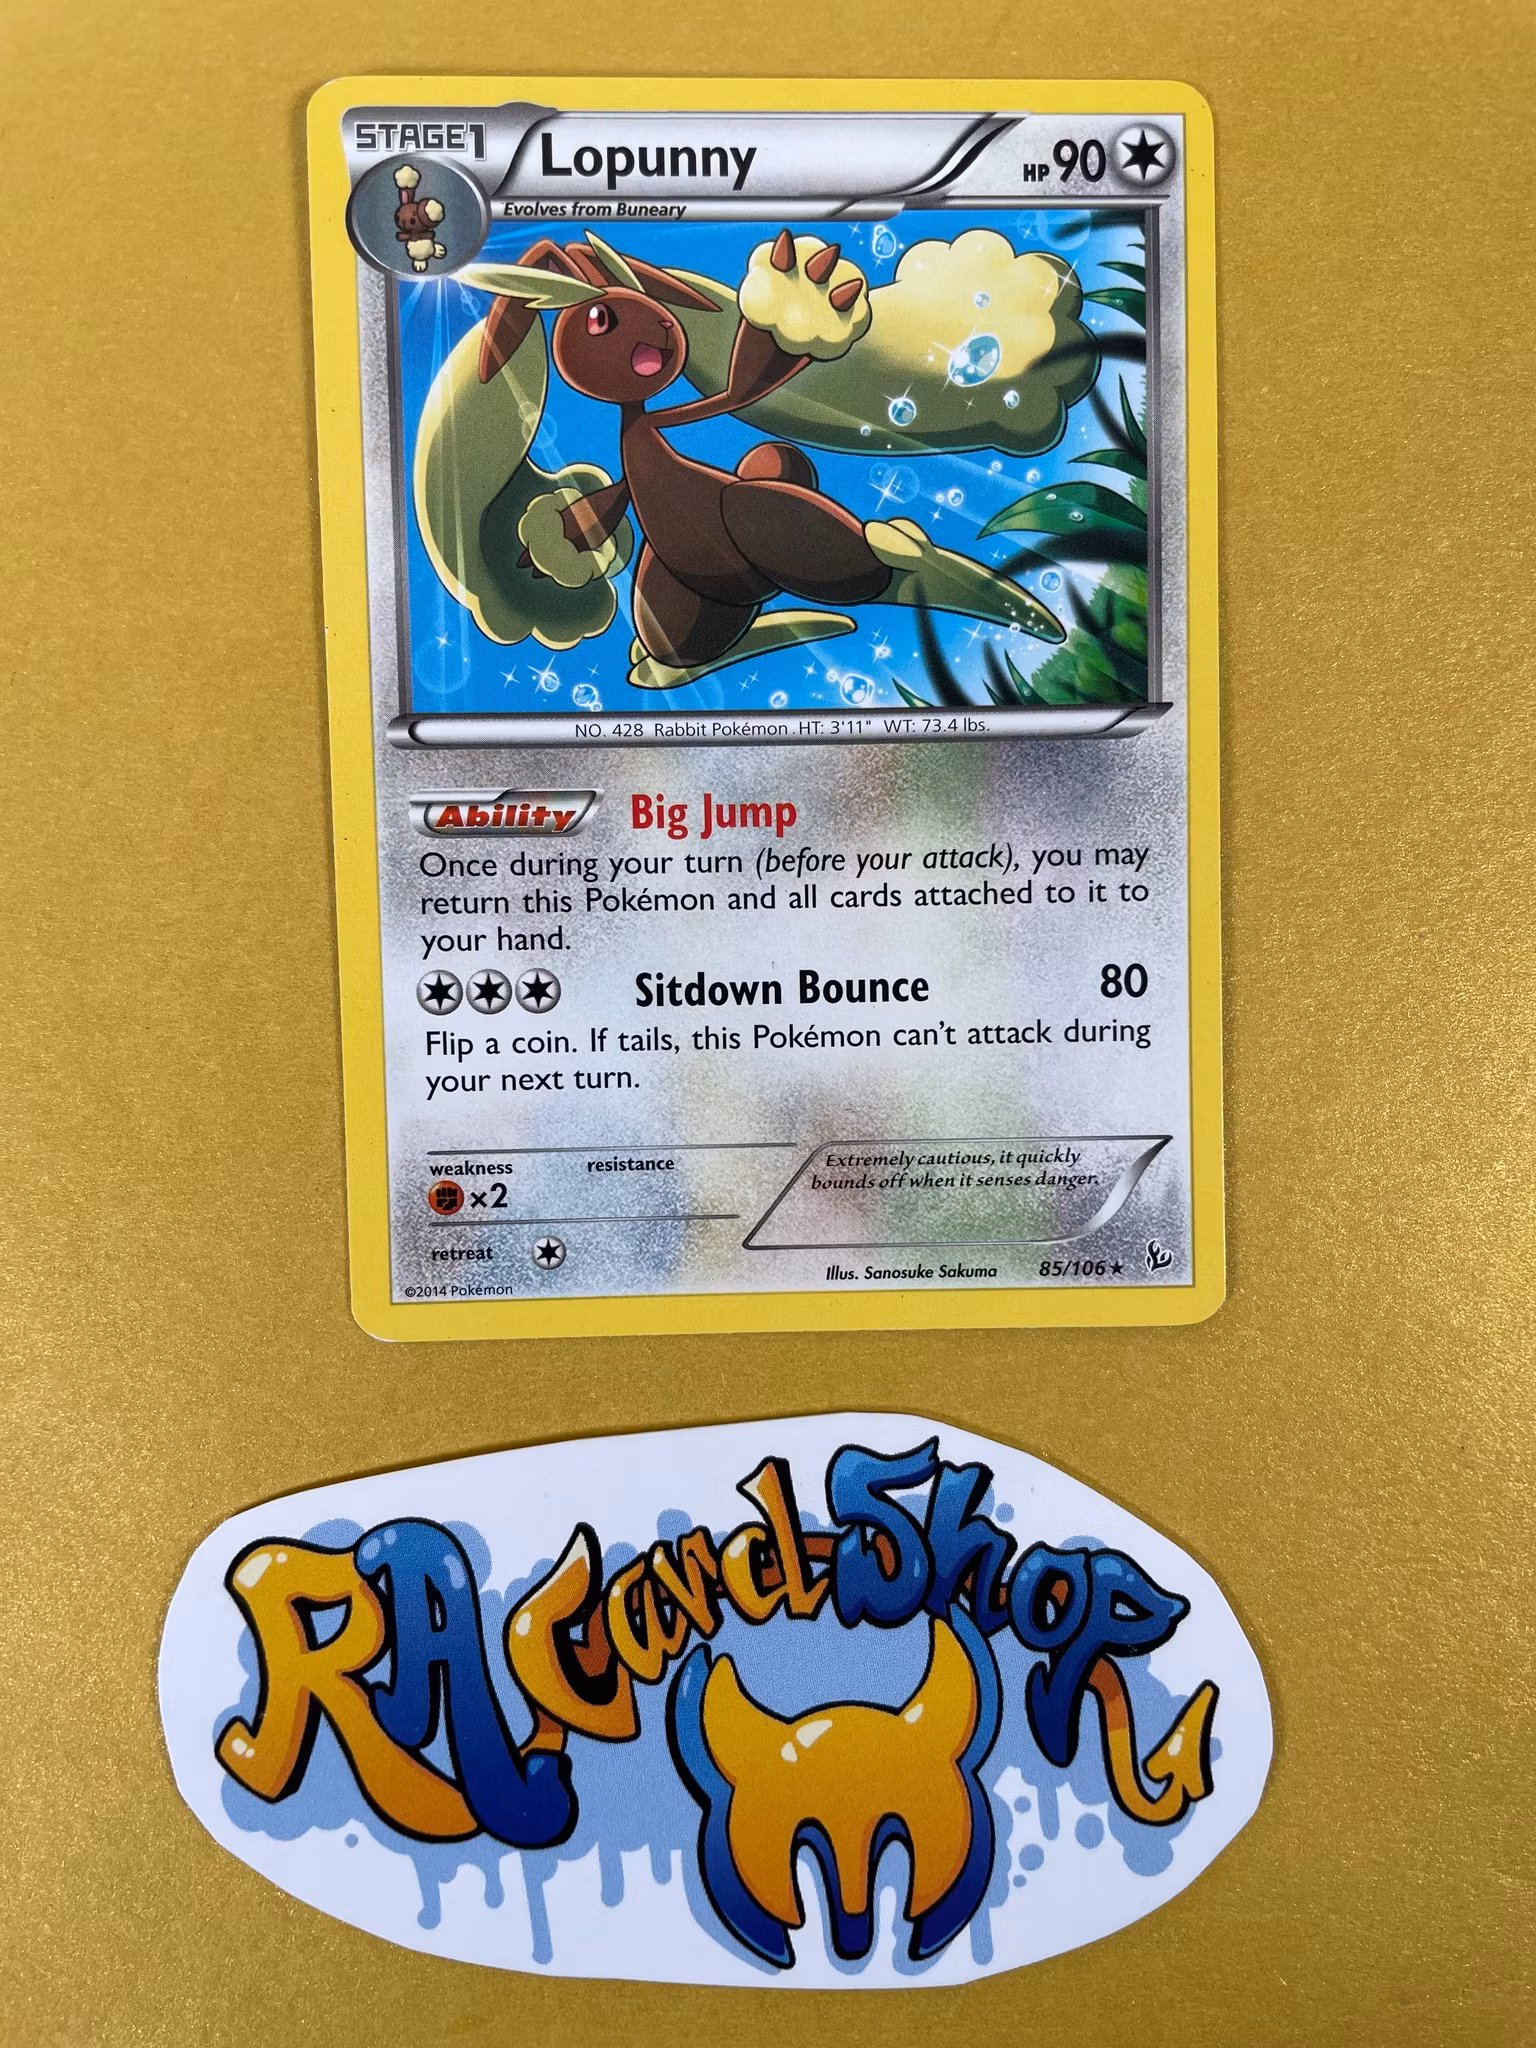 STAGE1
Lopunny
HP 90
Evolves from Buneary
NO. 428 Rabbit Pokémon . HT: 3'11" WT: 73.4 lbs.
Ability Big Jump
Once during your turn (before your attack), you may
return this Pokémon and all cards attached to it to
your hand.
Sitdown Bounce 80
Flip a coin. If tails, this Pokémon can't attack during
your next turn.
weakness resistance
×2
retreat
Extremely cautious, it quickly
bounds off when it senses danger.
Illus. Sanosuke Sakuma 85/106★
©2014 Pokémon
RA CardShop